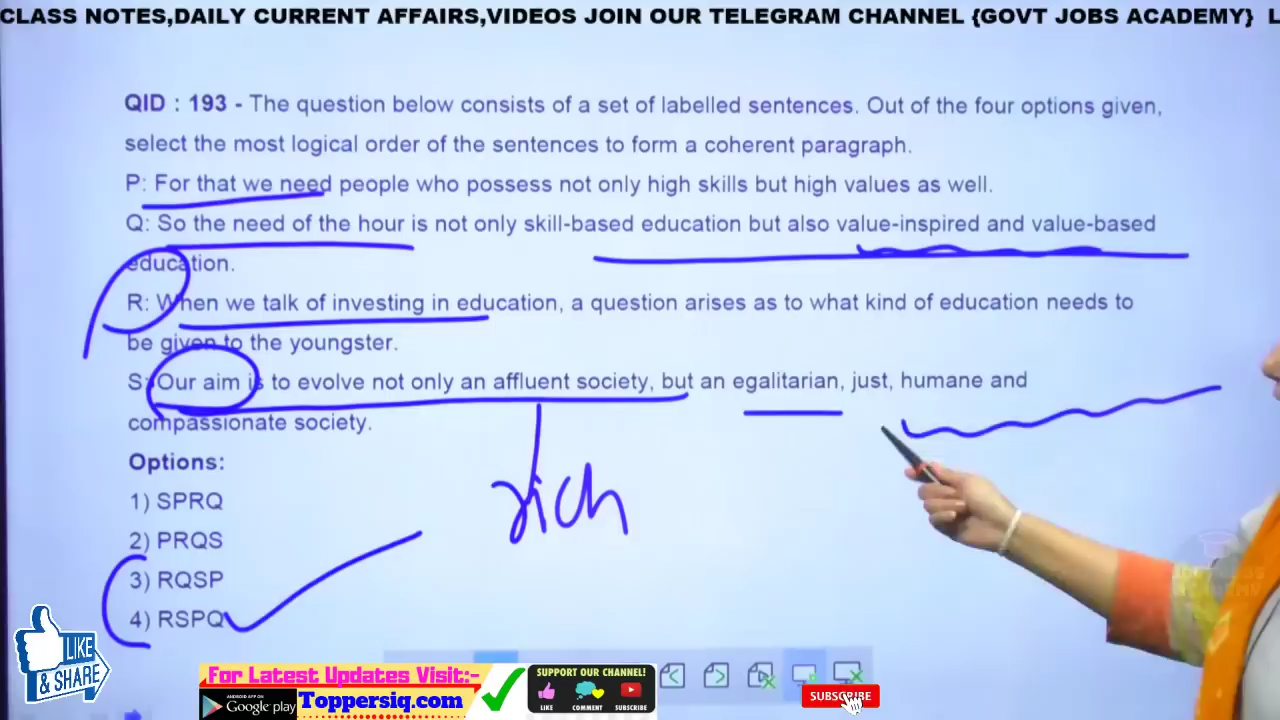 CLASS NOTES,DAILY CURRENT AFFAIRS,VIDEOS JOIN OUR TELEGRAM CHANNEL {GOVT JOBS ACADEMY} L
QID : 193 - The question below consists of a set of labelled sentences. Out of the four options given,
select the most logical order of the sentences to form a coherent paragraph.
P: For that we need people who possess not only high skills but high values as well.
Q: So the need of the hour is not only skill-based education but also value-inspired and value-based
education.
R: When we talk of investing in education, a question arises as to what kind of education needs to
be given to the youngster.
S: Our aim is to evolve not only an affluent society, but an egalitarian, just, humane and
compassionate society.
Options:
1) SPRQ
rich
2) PRQS
3) RQSP
4) RSPQ
LIKE
& SHARE
For Latest Updates Visit:-
ANDROID APP ON
Google play
Toppersiq.com
SUPPORT OUR CHANNEL!
LIKE COMMENT SUBSCRIBE
SUBSCRIBE